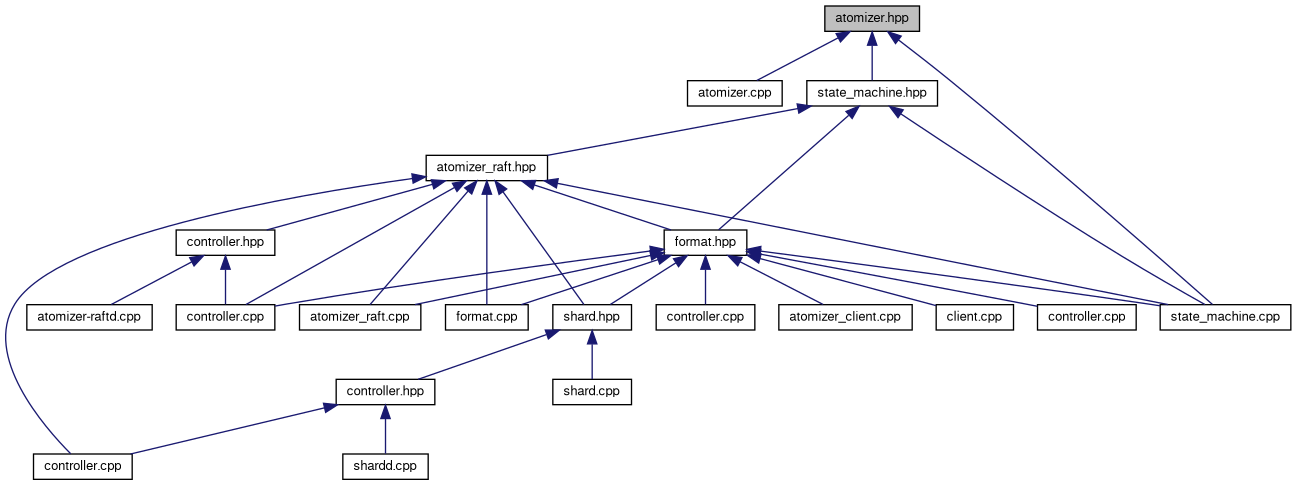 atomizer.hpp
atomizer.cpp
state_machine.hpp
atomizer_raft.hpp
controller.hpp
format.hpp
atomizer-raftd.cpp
controller.cpp
atomizer_raft.cpp
format.cpp
shard.hpp
controller.cpp
atomizer_client.cpp
client.cpp
controller.cpp
state_machine.cpp
controller.hpp
shard.cpp
controller.cpp
shardd.cpp